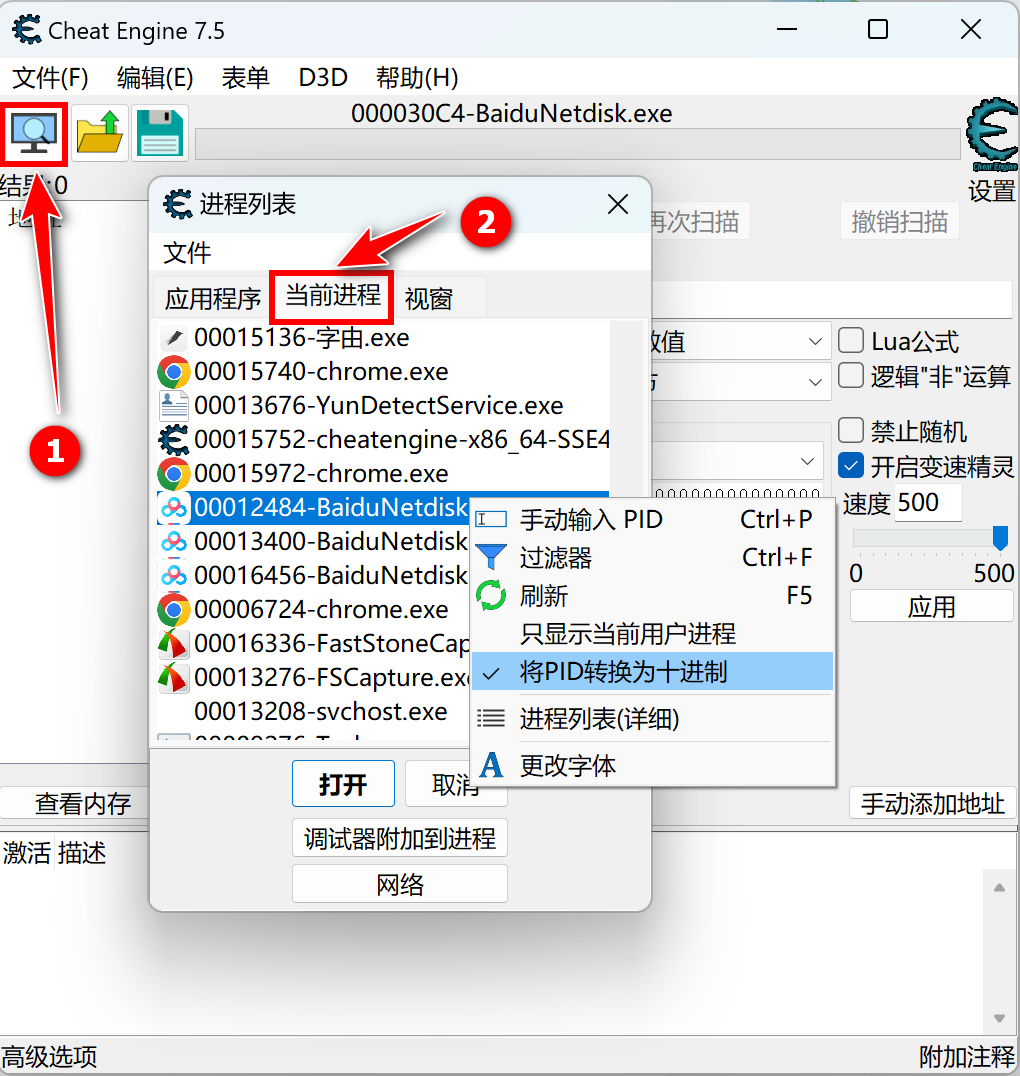 Cheat Engine 7.5
文件(F) 编辑(E) 表单 D3D 帮助(H)
000030C4-BaiduNetdisk.exe
Cheat Engine
设置
:0
进程列表
2
再次扫描
撤销扫描
文件
应用程序 当前进程 视窗
00015136-字由.exe
00015740-chrome.exe
00013676-YunDetectService.exe
00015752-cheatengine-x86_64-SSE4
00015972-chrome.exe
00012484-BaiduNetdisk
00013400-BaiduNetdisk
00016456-BaiduNetdisk
00006724-chrome.exe
00016336-FastStoneCap
00013276-FSCapture.exe
00013208-svchost.exe
1
数值
Lua公式
逻辑"非"运算
禁止随机
开启变速精灵
速度 500
0 500
应用
手动输入 PID Ctrl+P
过滤器 Ctrl+F
刷新 F5
只显示当前用户进程
将PID转换为十进制
进程列表(详细)
更改字体
打开 取消
调试器附加到进程
网络
查看内存
手动添加地址
激活 描述
高级选项
附加注释